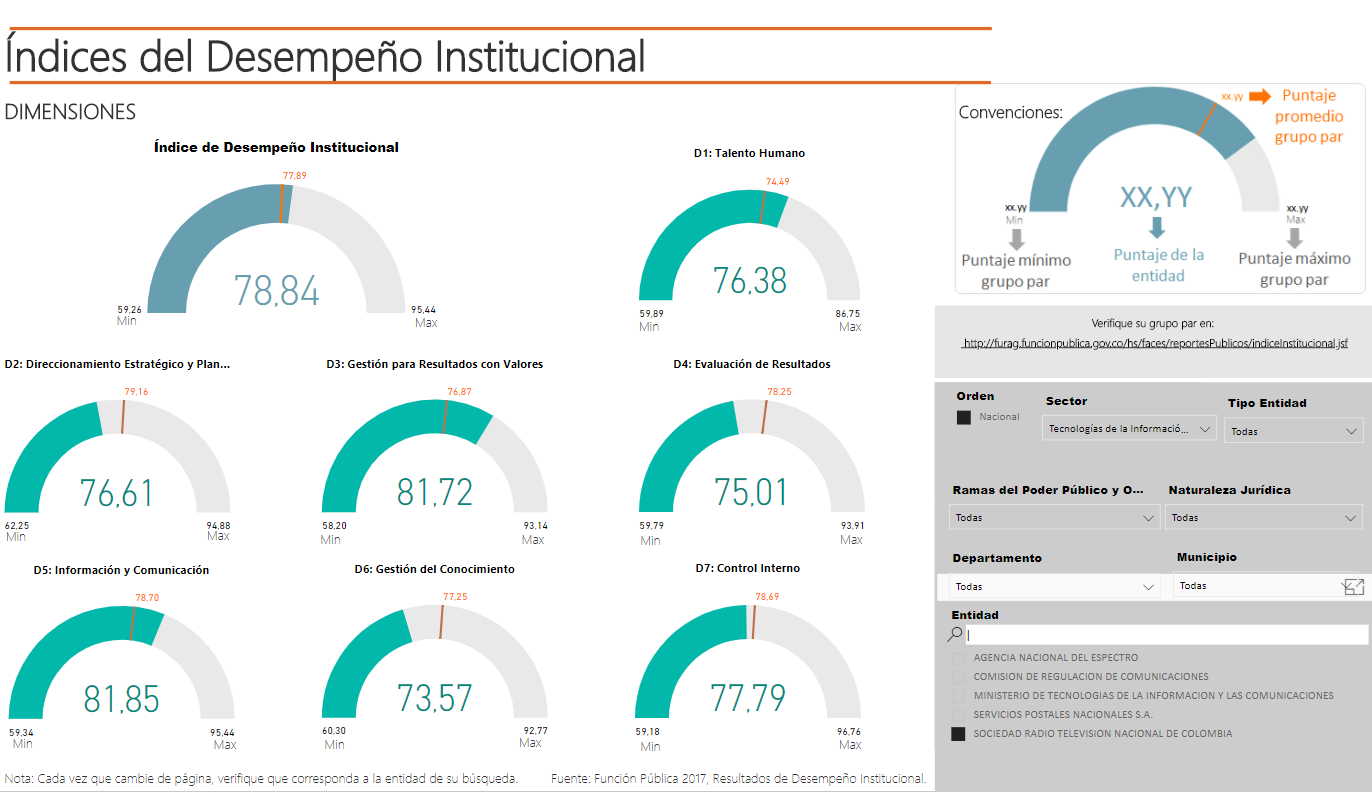 Índices del Desempeño Institucional
DIMENSIONES
Índice de Desempeño Institucional
77,89
78,84
59,26
Min
95,44
Max
D1: Talento Humano
74,49
76,38
59,89
Min
86,75
Max
Convenciones:
xx.yy
Puntaje
promedio
grupo par
XX,YY
xx.yy
Min
xx.yy
Max
Puntaje mínimo
grupo par
Puntaje de la
entidad
Puntaje máximo
grupo par
Verifique su grupo par en:
http://furag.funcionpublica.gov.co/hs/faces/reportesPublicos/indiceInstitucional.jsf
D2: Direccionamiento Estratégico y Plan...
79,16
76,61
62,25
Min
94,88
Max
D3: Gestión para Resultados con Valores
76,87
81,72
58,20
Min
93,14
Max
D4: Evaluación de Resultados
78,25
75,01
59,79
Min
93,91
Max
D5: Información y Comunicación
78,70
81,85
59,34
Min
95,44
Max
D6: Gestión del Conocimiento
77,25
73,57
60,30
Min
92,77
Max
D7: Control Interno
78,69
77,79
59,18
Min
96,76
Max
Orden
Nacional
Sector
Tecnologías de la Informació...
Tipo Entidad
Todas
Ramas del Poder Público y O...
Todas
Naturaleza Jurídica
Todas
Departamento
Todas
Municipio
Todas
Entidad
AGENCIA NACIONAL DEL ESPECTRO
COMISION DE REGULACION DE COMUNICACIONES
MINISTERIO DE TECNOLOGIAS DE LA INFORMACION Y LAS COMUNICACIONES
SERVICIOS POSTALES NACIONALES S.A.
SOCIEDAD RADIO TELEVISION NACIONAL DE COLOMBIA
Nota: Cada vez que cambie de página, verifique que corresponda a la entidad de su búsqueda.
Fuente: Función Pública 2017, Resultados de Desempeño Institucional.